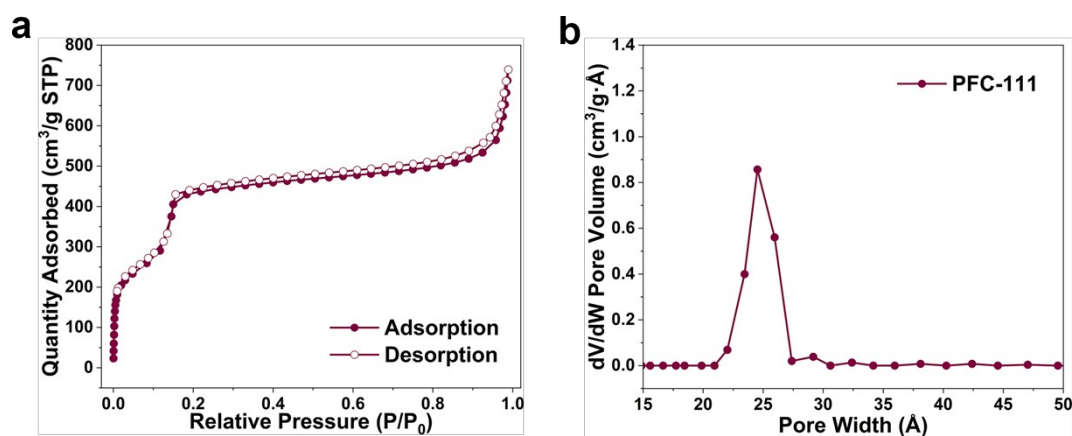 a
Quantity Adsorbed (cm³/g STP)
800
700
600
500
400
300
200
100
0
Adsorption
Desorption
0.0 0.2 0.4 0.6 0.8 1.0
Relative Pressure (P/P₀)
b
dV/dW Pore Volume (cm³/g·Å)
1.4
1.2
1.0
0.8
0.6
0.4
0.2
0.0
PFC-111
15 20 25 30 35 40 45 50
Pore Width (Å)